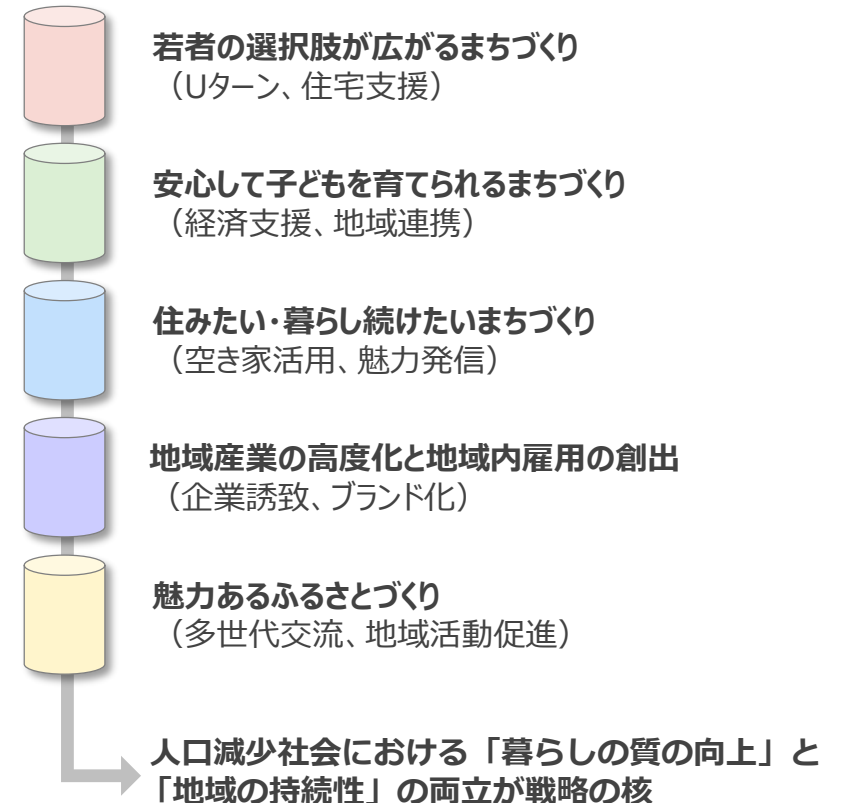 若者の選択肢が広がるまちづくり
（Uターン、住宅支援）
安心して子どもを育てられるまちづくり
（経済支援、地域連携）
住みたい・暮らし続けたいまちづくり
（空き家活用、魅力発信）
地域産業の高度化と地域内雇用の創出
（企業誘致、ブランド化）
魅力あるふるさとづくり
（多世代交流、地域活動促進）
人口減少社会における「暮らしの質の向上」と
「地域の持続性」の両立が戦略の核